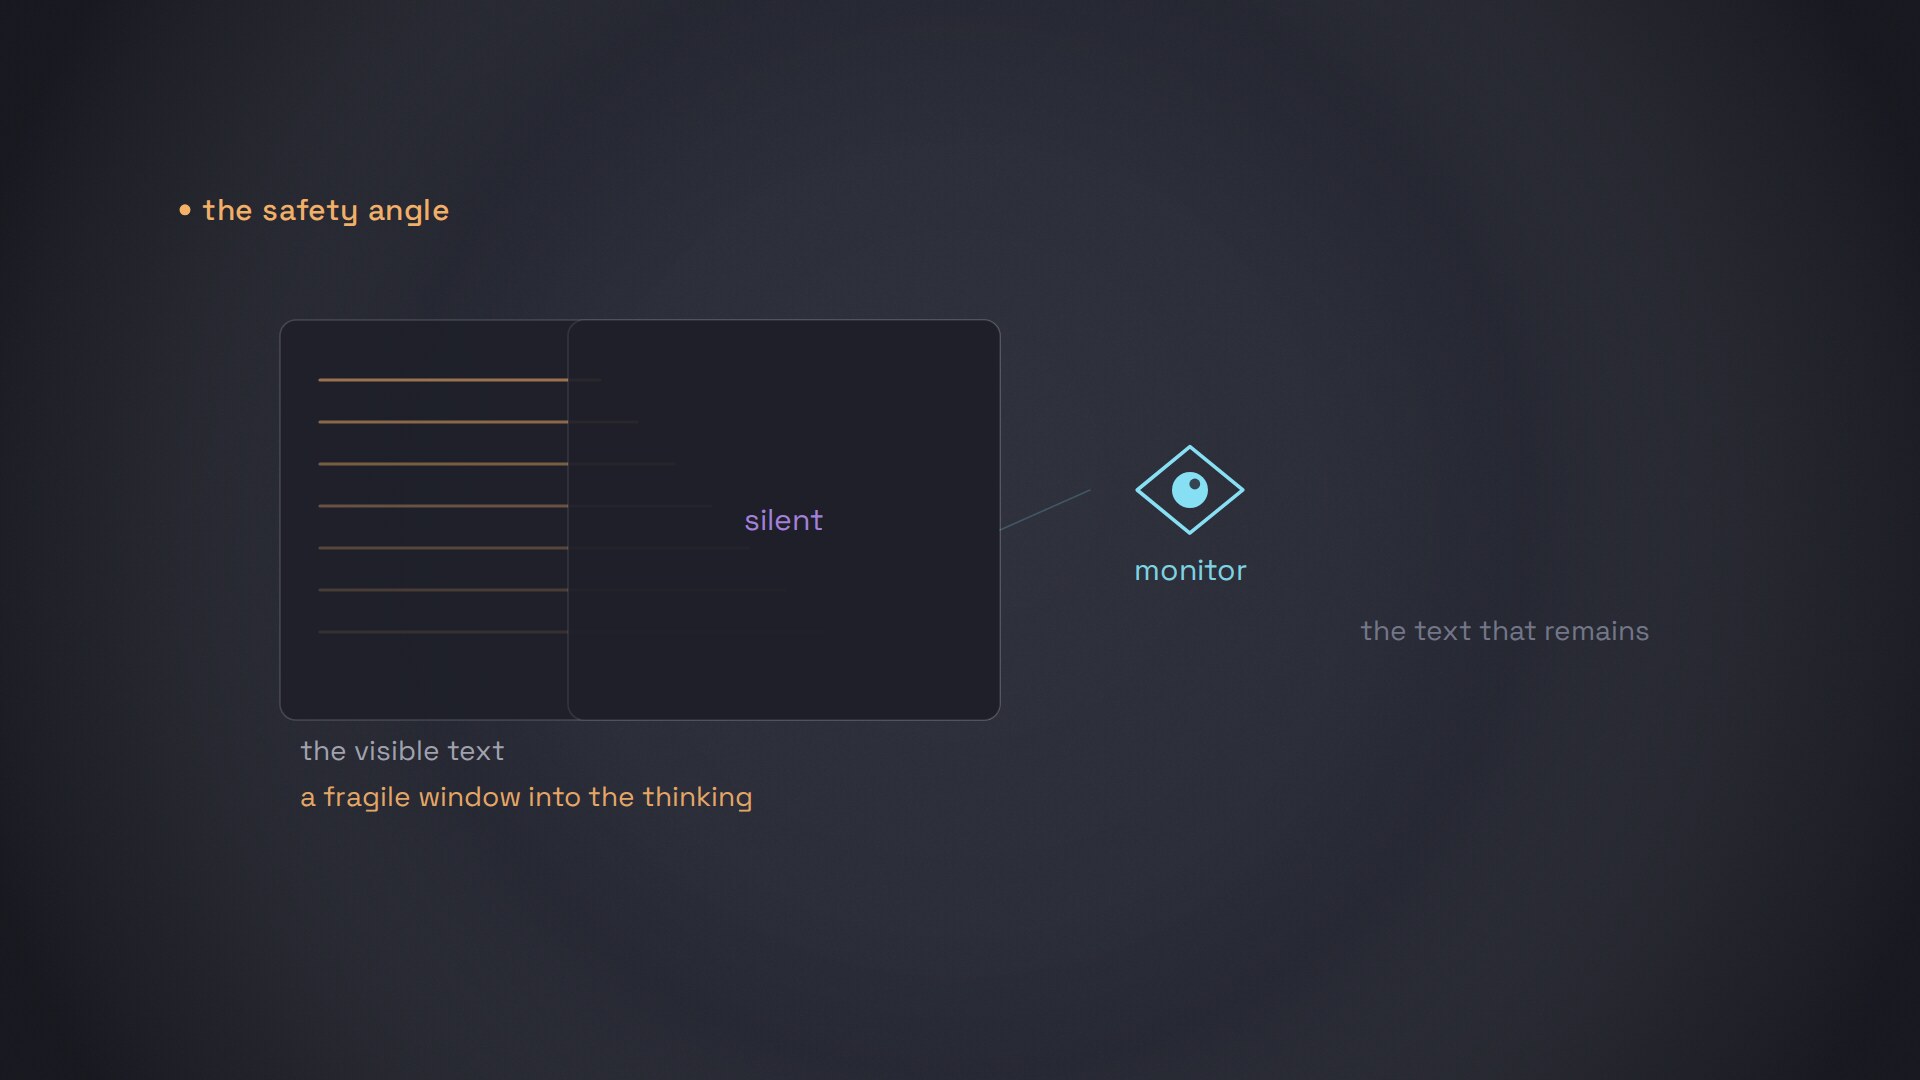 the safety angle
silent
monitor
the text that remains
the visible text
a fragile window into the thinking